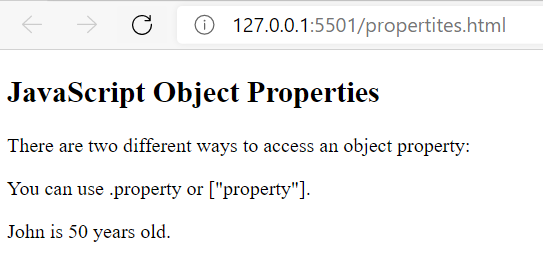 127.0.0.1:5501/propertites.html
JavaScript Object Properties
There are two different ways to access an object property:
You can use .property or ["property"].
John is 50 years old.